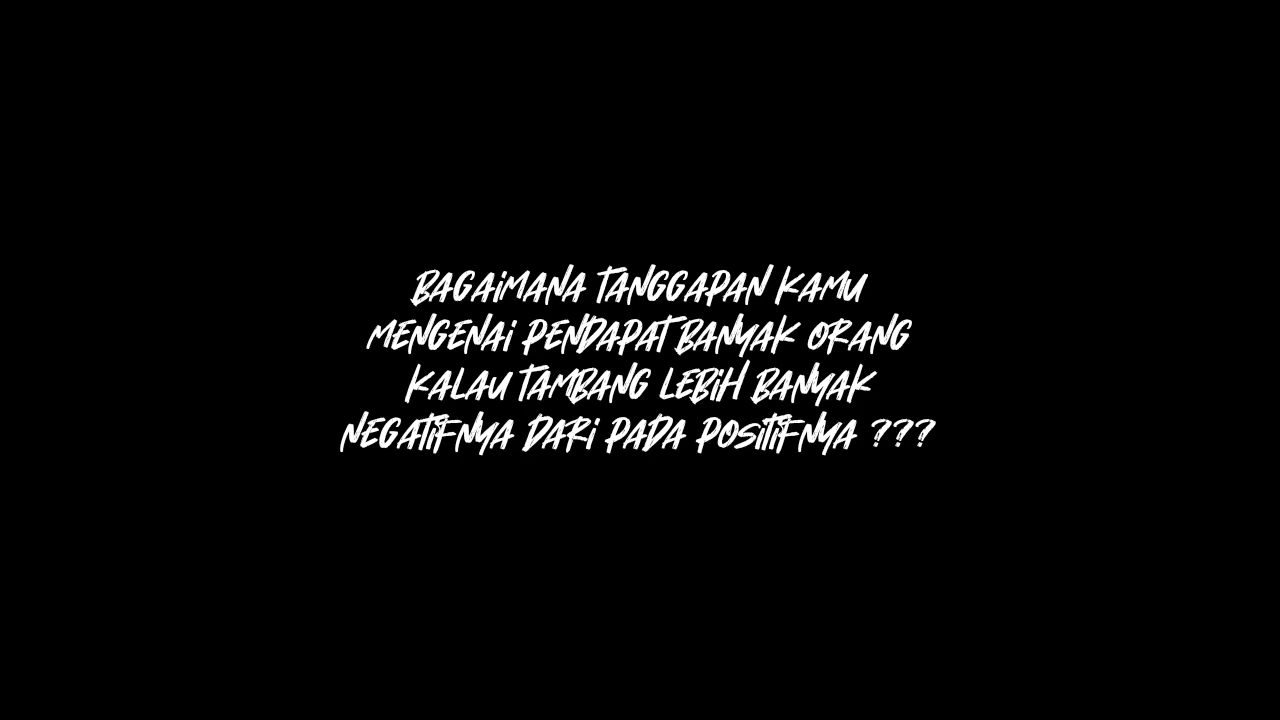 BAGAiMANA TANGGAPAN KAMU
MENGENAi PENDAPAT BANYAK ORANG
KALAU TAMBANG LEBiH BANYAK
NEGATiFNYA DARi PADA POSiTiFNYA ???